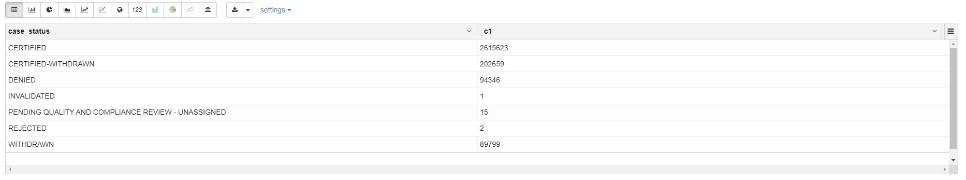 123 settings
case_status _c1
CERTIFIED 2615623
CERTIFIED-WITHDRAWN 202659
DENIED 94346
INVALIDATED 1
PENDING QUALITY AND COMPLIANCE REVIEW - UNASSIGNED 15
REJECTED 2
WITHDRAWN 89799